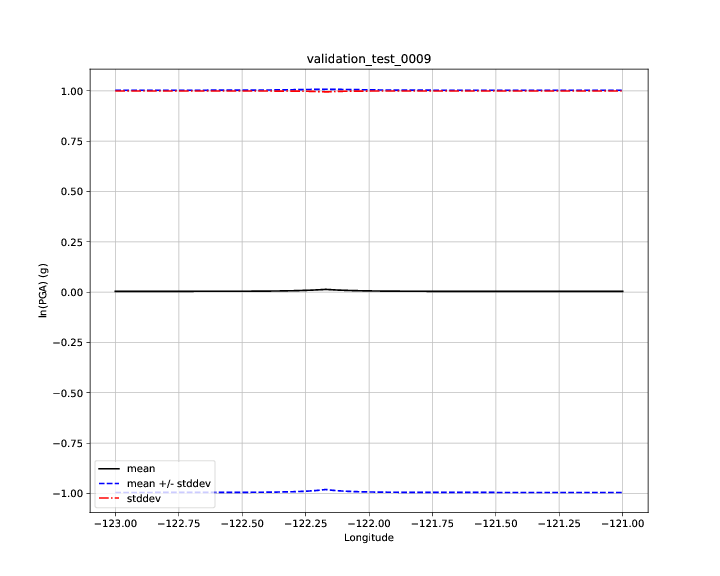 validation_test_0009
1.00
0.75
0.50
0.25
0.00
−0.25
−0.50
−0.75
−1.00
ln(PGA) (g)
mean
mean +/- stddev
stddev
−123.00 −122.75 −122.50 −122.25 −122.00 −121.75 −121.50 −121.25 −121.00
Longitude